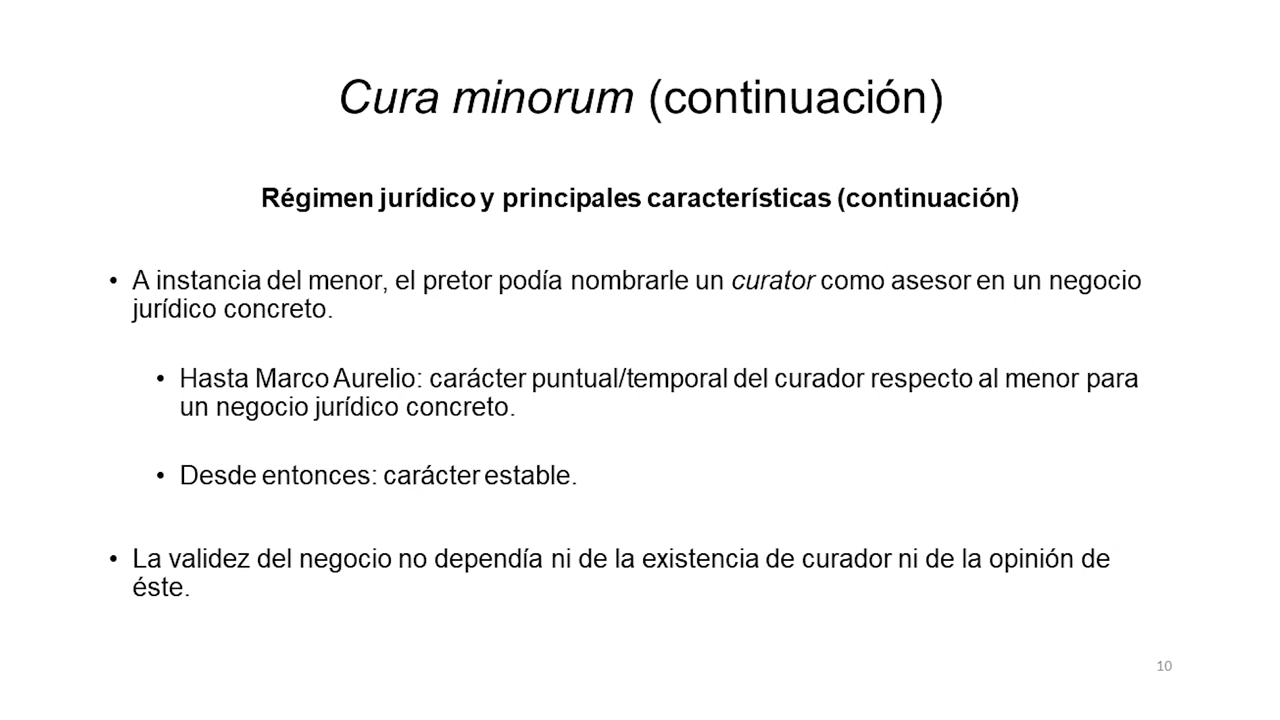 Cura minorum (continuación)
Régimen jurídico y principales características (continuación)
• A instancia del menor, el pretor podía nombrarle un curator como asesor en un negocio
jurídico concreto.
• Hasta Marco Aurelio: carácter puntual/temporal del curador respecto al menor para
un negocio jurídico concreto.
• Desde entonces: carácter estable.
• La validez del negocio no dependía ni de la existencia de curador ni de la opinión de
éste.
10